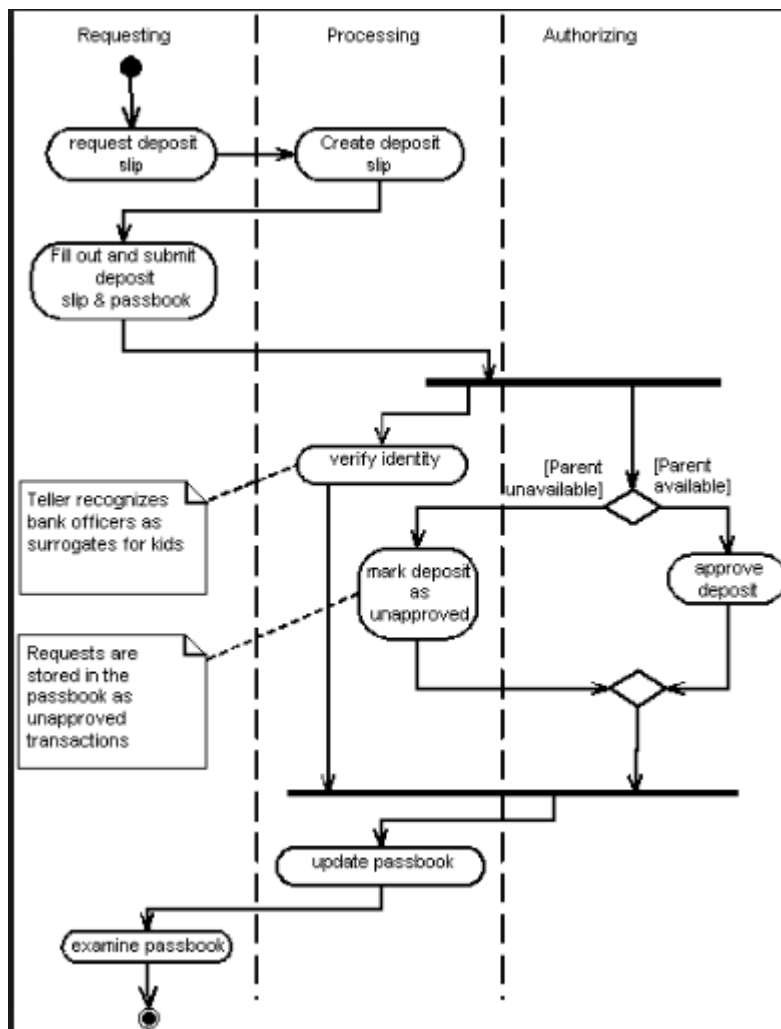 Requesting
Processing
Authorizing
request deposit
slip
Create deposit
slip
Fill out and submit
deposit
slip & passbook
verify identity
[Parent
unavailable]
[Parent
available]
Teller recognizes
bank officers as
surrogates for kids
mark deposit
as
unapproved
approve
deposit
Requests are
stored in the
passbook as
unapproved
transactions
update passbook
examine passbook